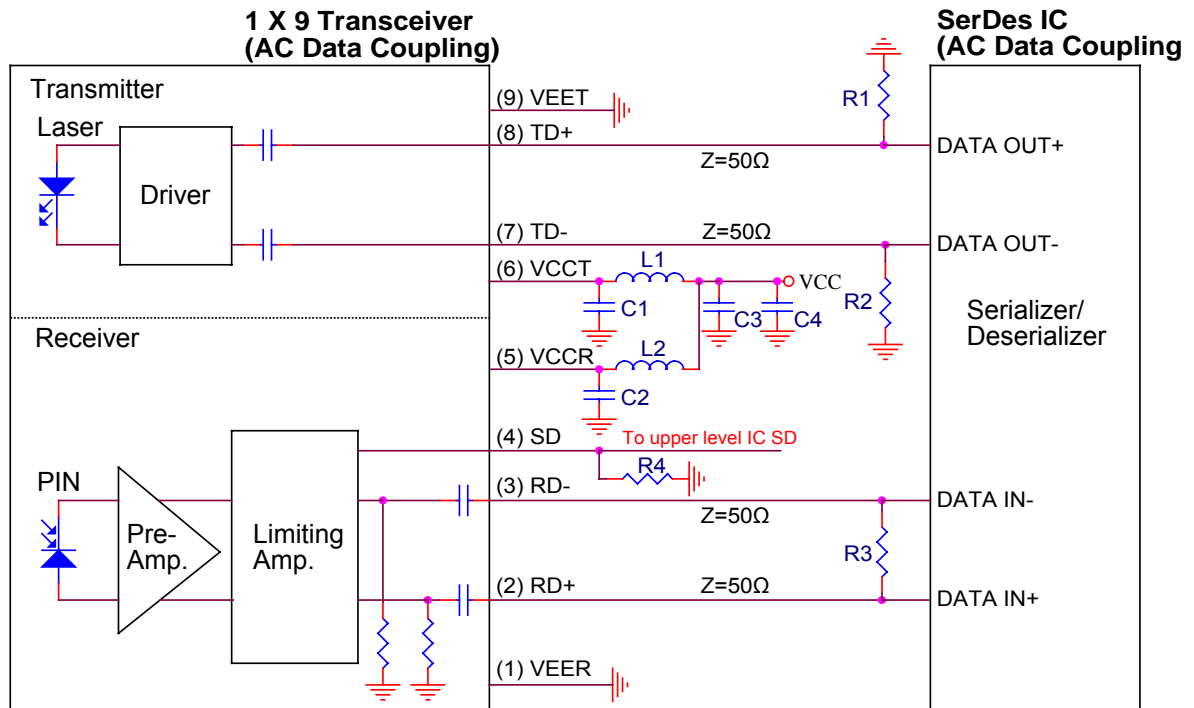 1 X 9 Transceiver
(AC Data Coupling)
SerDes IC
(AC Data Coupling
Transmitter
Laser
Driver
(9) VEET
(8) TD+
Z=50Ω
R1
DATA OUT+
(7) TD-
Z=50Ω
DATA OUT-
(6) VCCT
L1
VCC
C1
C3
C4
R2
Serializer/
Deserializer
Receiver
(5) VCCR
L2
C2
(4) SD
To upper level IC SD
R4
PIN
Pre-
Amp.
Limiting
Amp.
(3) RD-
Z=50Ω
DATA IN-
R3
(2) RD+
Z=50Ω
DATA IN+
(1) VEER